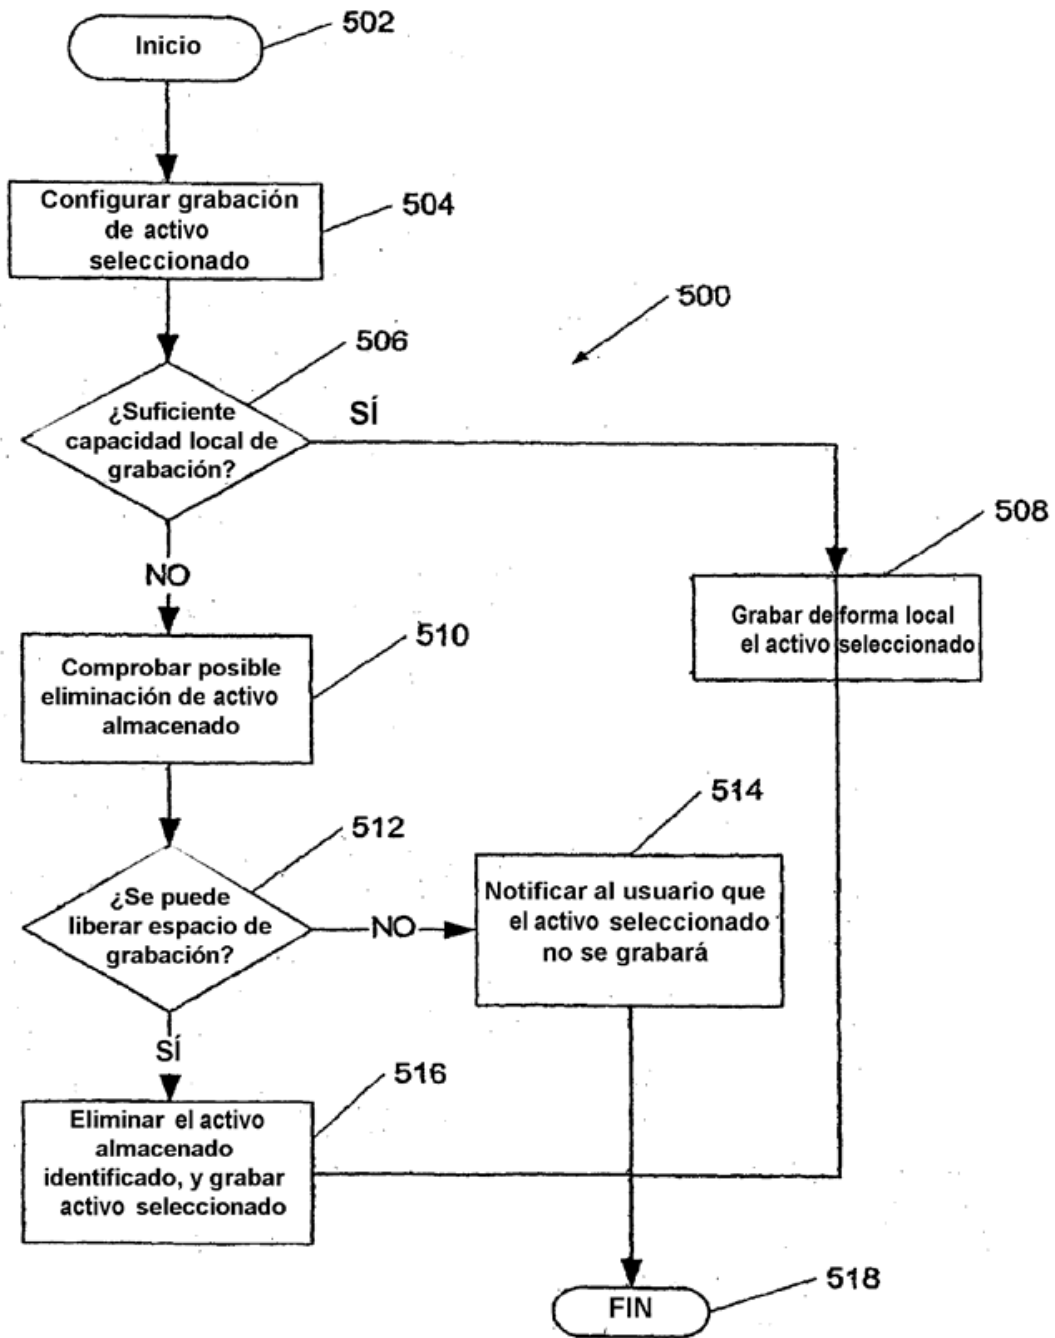 Inicio
502
Configurar grabación
de activo
seleccionado
504
500
506
¿Suficiente
capacidad local de
grabación?
SÍ
508
NO
Grabar de forma local
el activo seleccionado
510
Comprobar posible
eliminación de activo
almacenado
514
512
¿Se puede
liberar espacio de
grabación?
NO
Notificar al usuario que
el activo seleccionado
no se grabará
SÍ
516
Eliminar el activo
almacenado
identificado, y grabar
activo seleccionado
FIN
518